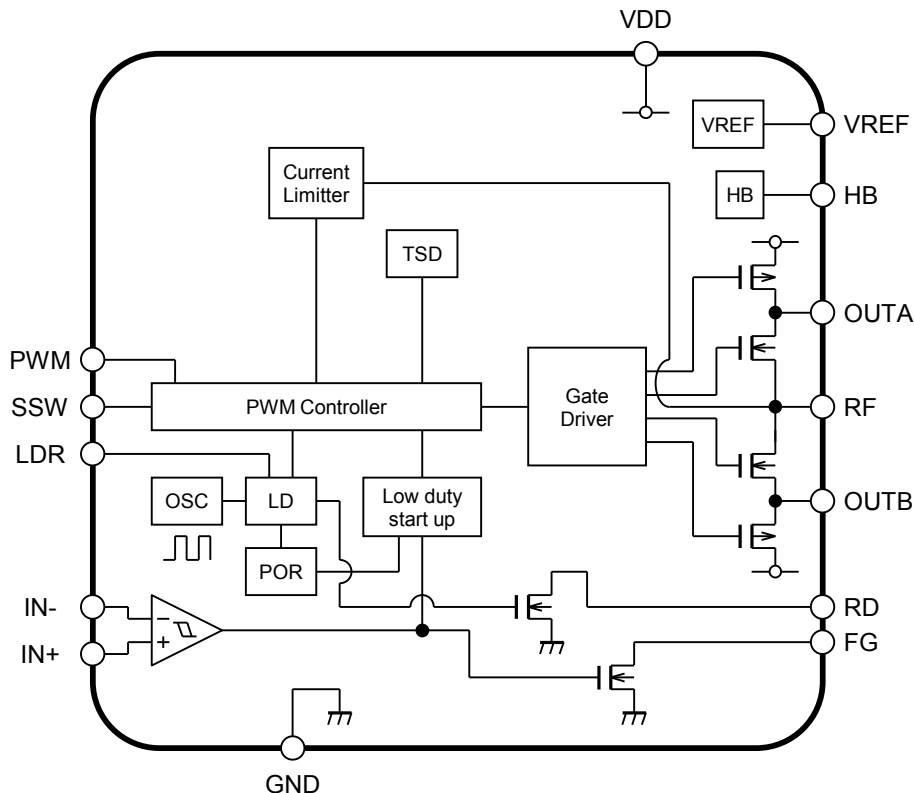 VDD
VREF
VREF
Current
Limitter
HB
HB
TSD
OUTA
PWM
PWM Controller
Gate
Driver
SSW
RF
LDR
OSC
LD
Low duty
start up
OUTB
POR
IN-
−
+
IN+
RD
FG
GND